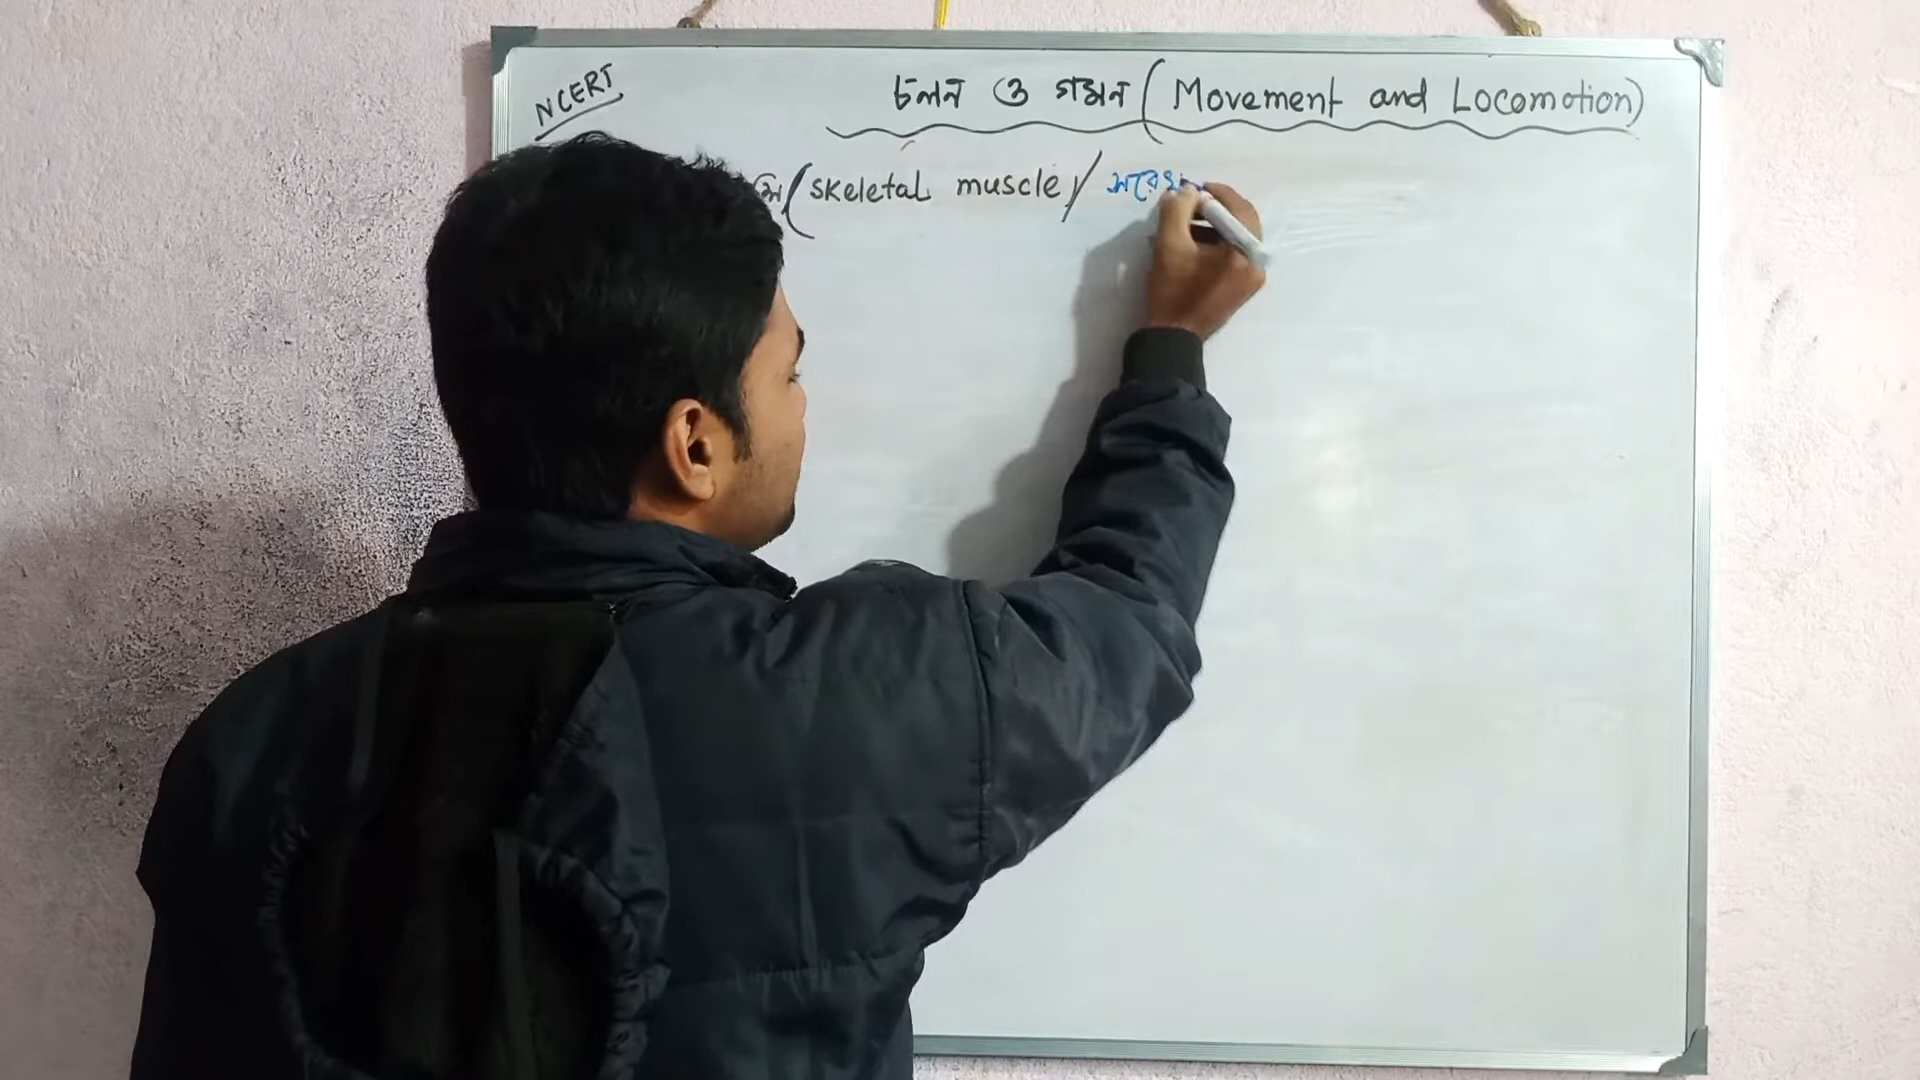 NCERT
চলন ও গমন (Movement and Locomotion)
(skeletal muscle /